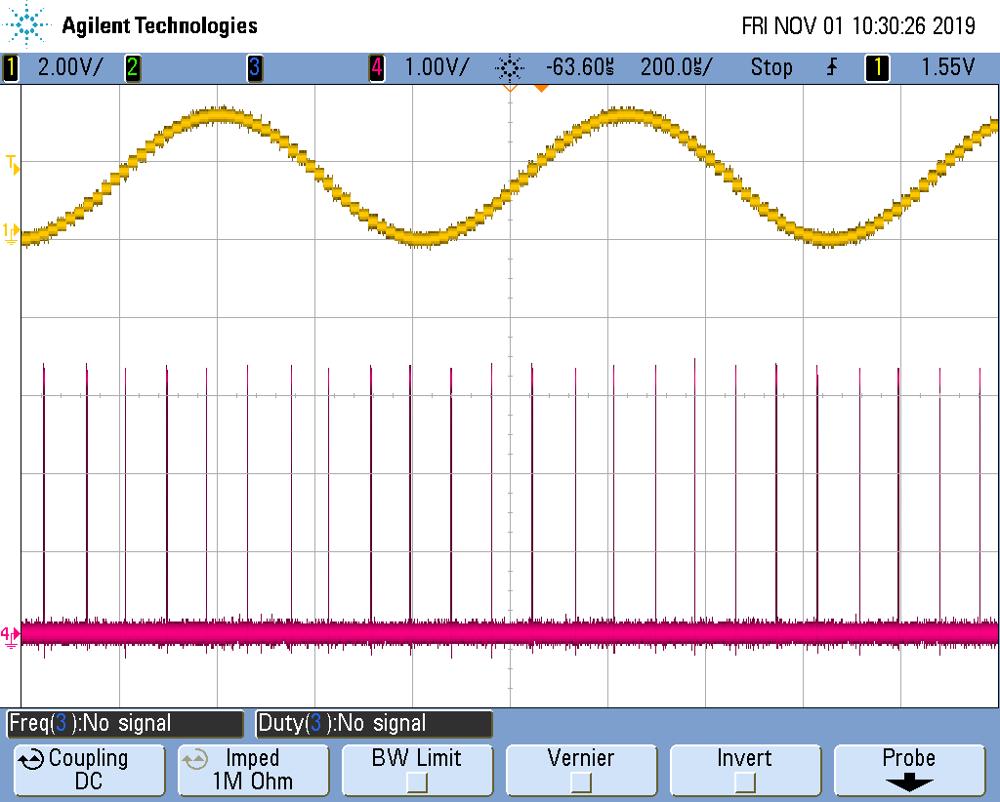 Agilent Technologies FRI NOV 01 10:30:26 2019
1 2.00V/ 2 3 4 1.00V/ -63.60µs 200.0µs/ Stop 1 1.55V
T
1
4
Freq(3):No signal Duty(3):No signal
Coupling Imped BW Limit Vernier Invert Probe
DC 1M Ohm